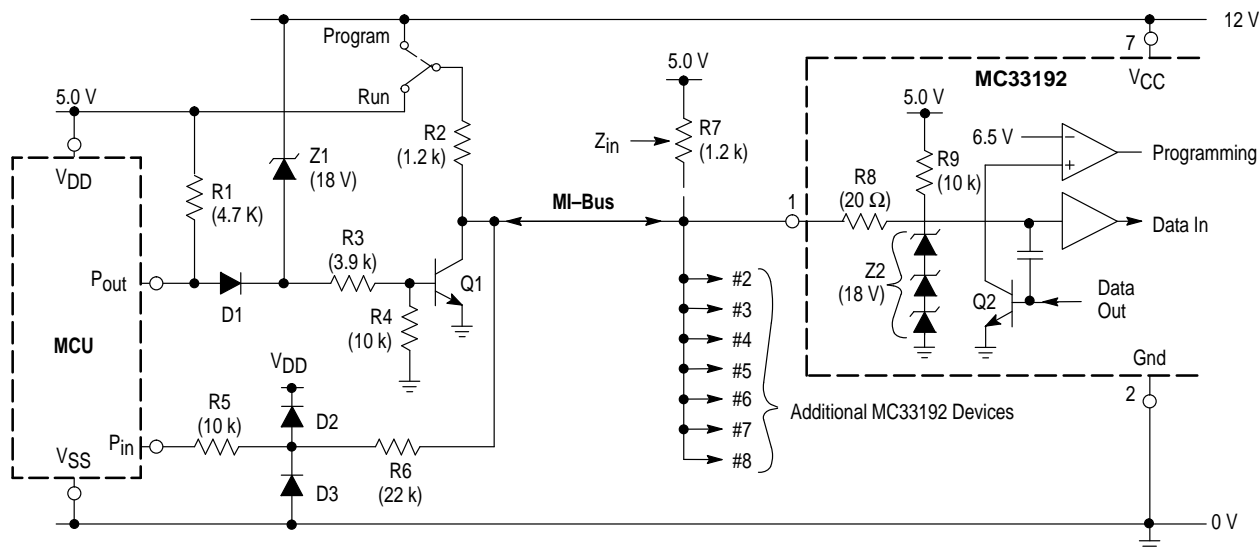 12 V
Program
7
VCC
MC33192
5.0 V
Run
5.0 V
5.0 V
R2
(1.2 k)
R7
(1.2 k)
Zin
6.5 V
−
+
Programming
VDD
R1
(4.7 K)
Z1
(18 V)
R9
(10 k)
R8
(20 Ω)
1
MI–Bus
Data In
R3
(3.9 k)
Pout
D1
Q1
Z2
(18 V)
Q2
Data
Out
R4
(10 k)
#2
#3
#4
#5
#6
#7
#8
Additional MC33192 Devices
MCU
VDD
Gnd
2
D2
R5
(10 k)
Pin
R6
(22 k)
VSS
D3
0 V